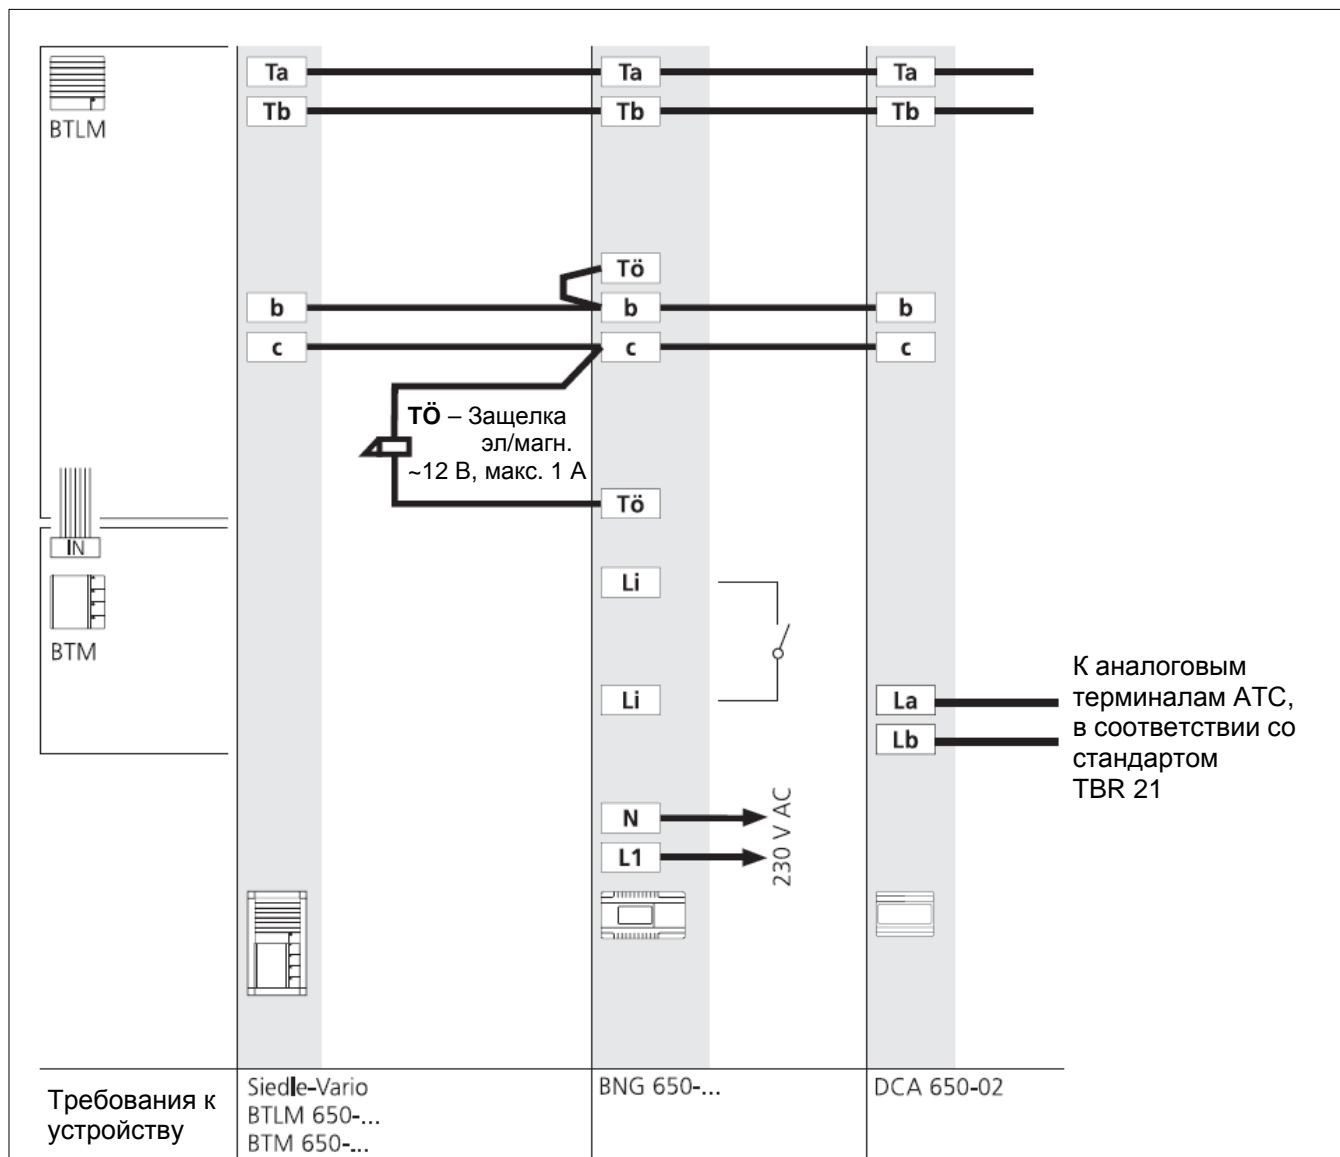 Ta Ta Ta
Tb Tb Tb
BTLM
Tö
b b b
c c c
TÖ – Защелка
эл/магн.
~12 В, макс. 1 А
Tö
IN
Li
BTM
Li
La
Lb
К аналоговым
терминалам АТС,
в соответствии со
стандартом
TBR 21
N
L1
230 V AC
Требования к
устройству
Siedle-Vario
BTLM 650-...
BTM 650-...
BNG 650-...
DCA 650-02